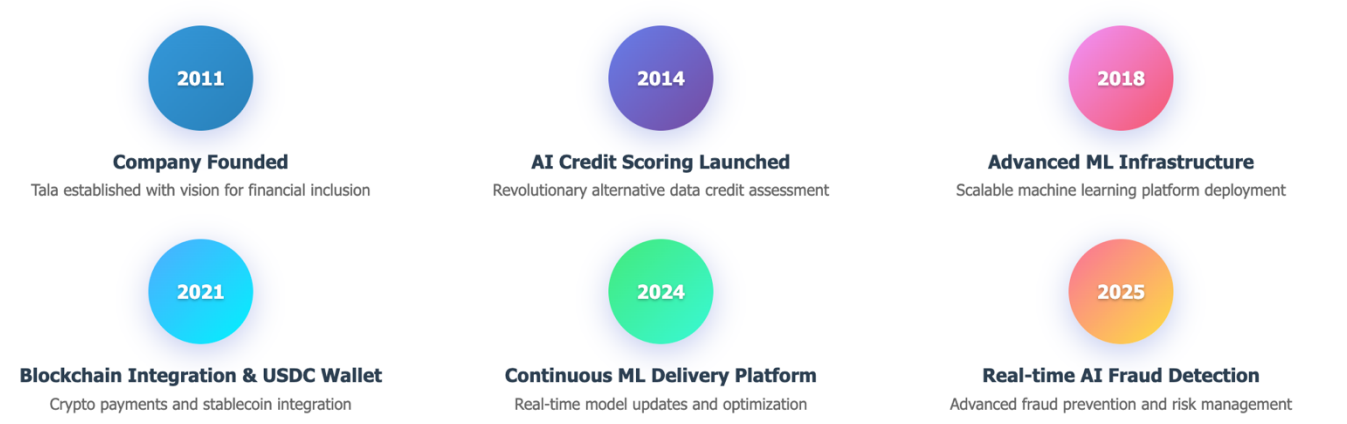 2011
Company Founded
Tala established with vision for financial inclusion
2014
AI Credit Scoring Launched
Revolutionary alternative data credit assessment
2018
Advanced ML Infrastructure
Scalable machine learning platform deployment
2021
Blockchain Integration & USDC Wallet
Crypto payments and stablecoin integration
2024
Continuous ML Delivery Platform
Real-time model updates and optimization
2025
Real-time AI Fraud Detection
Advanced fraud prevention and risk management